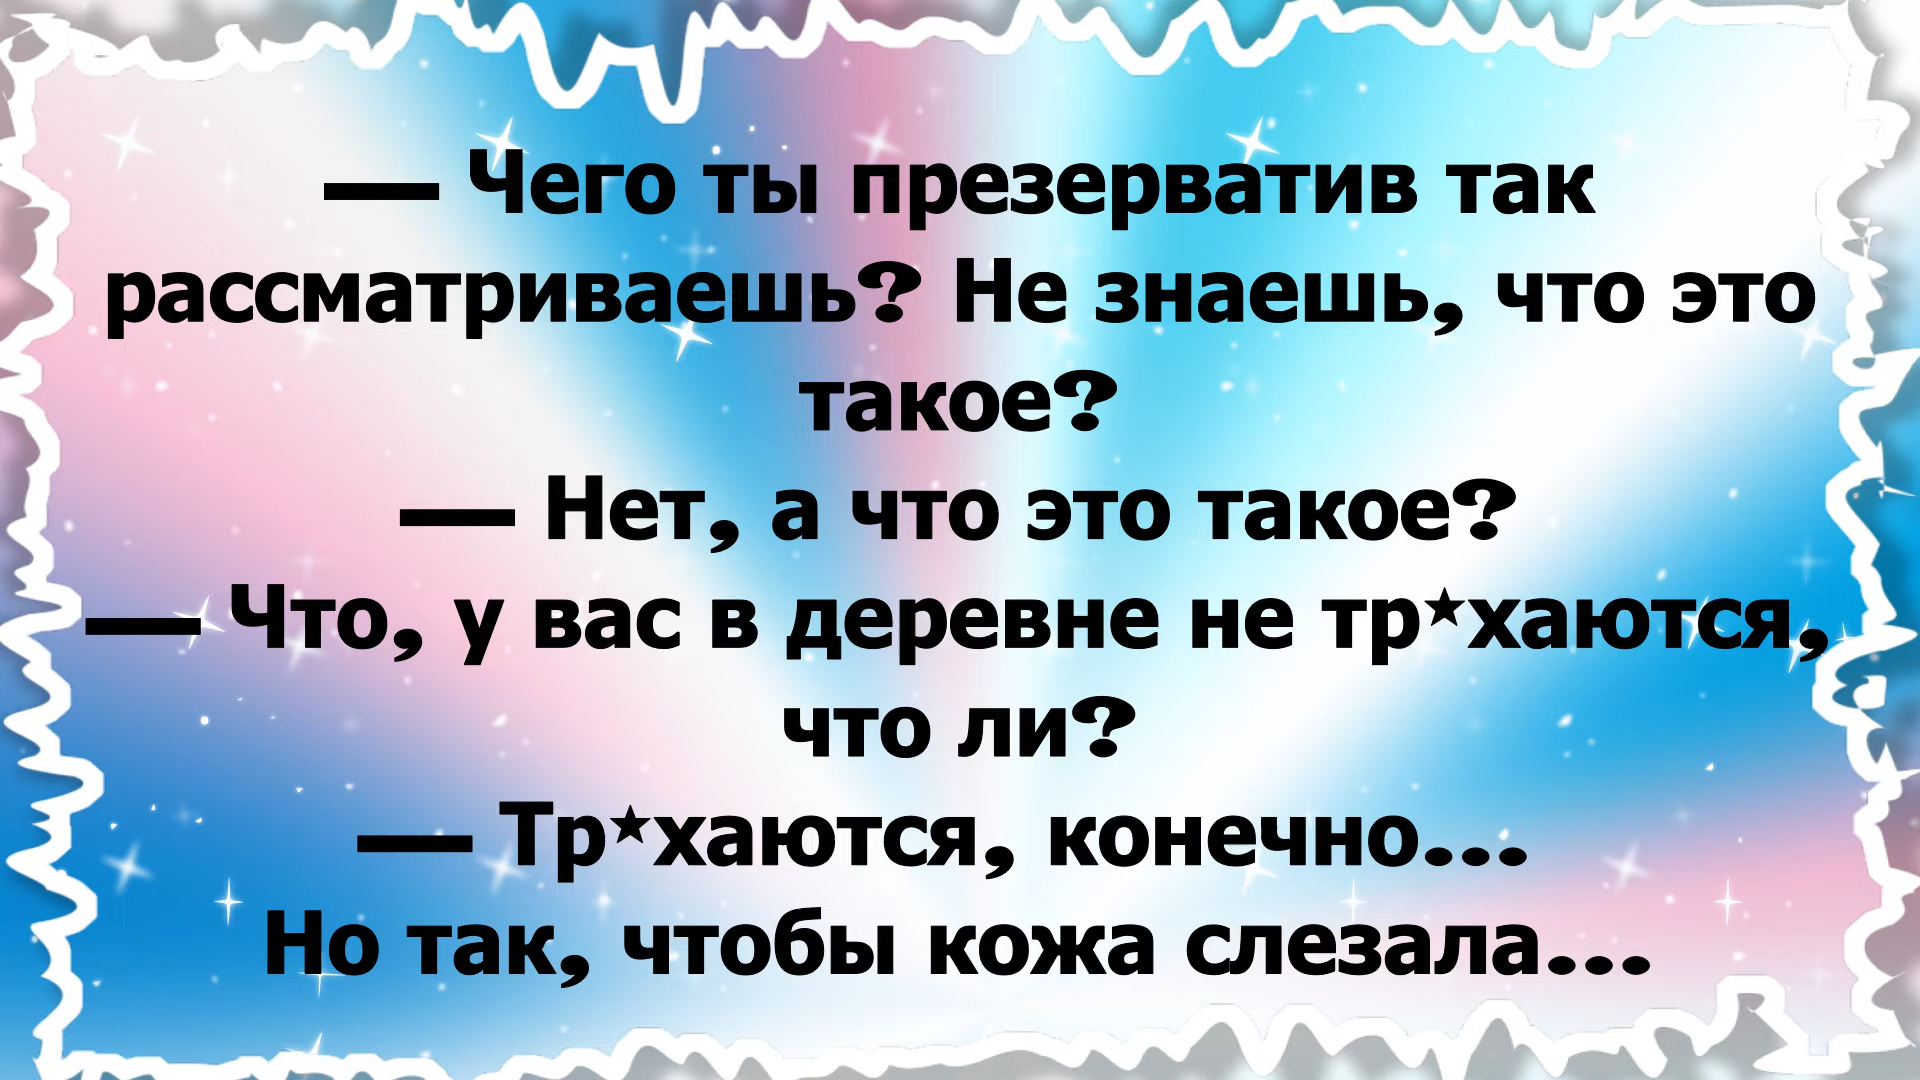 — Чего ты презерватив так
рассматриваешь? Не знаешь, что это
такое?
— Нет, а что это такое?
— Что, у вас в деревне не тр*хаются,
что ли?
— Тр*хаются, конечно...
Но так, чтобы кожа слезала...